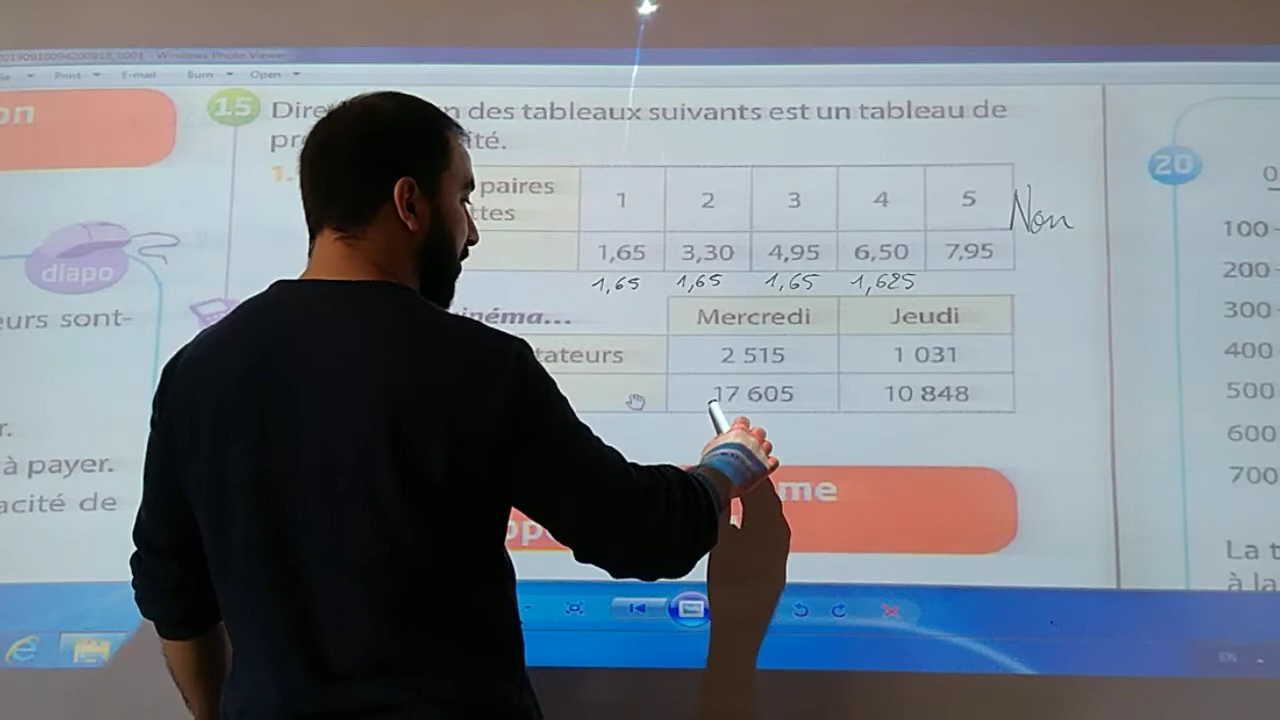 20190910094200915_0001 - Windows Photo Viewer
Print E-mail Burn Open
on
15 Dire n des tableaux suivants est un tableau de
pr ité.
1. paires
ttes
1 2 3 4 5
Non
1,65 3,30 4,95 6,50 7,95
1,65 1,65 1,65 1,625
diapo
inéma... Mercredi Jeudi
tateurs 2 515 1 031
17 605 10 848
eurs sont-
r.
à payer.
acité de
me
ppe
20
0
100
200
300
400
500
600
700
La t
à la
EN